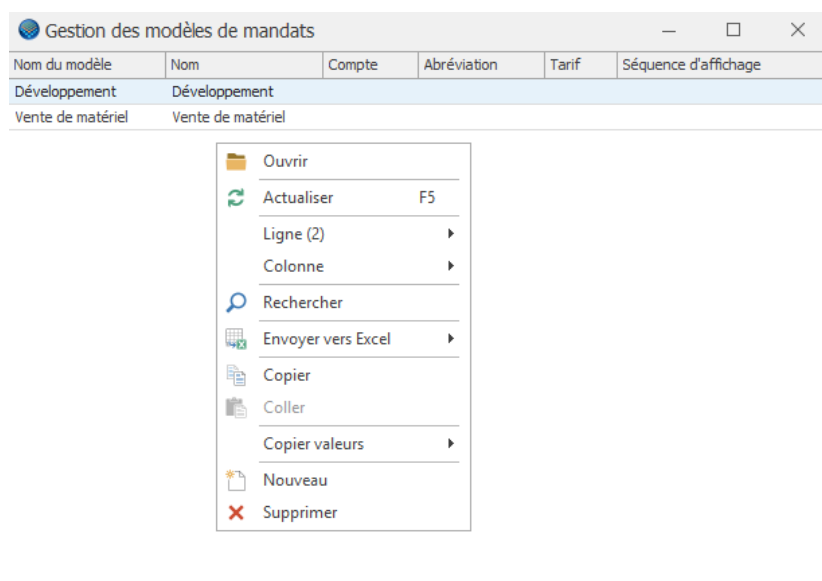 Gestion des modèles de mandats
Nom du modèle Nom Compte Abréviation Tarif Séquence d'affichage
Développement Développement
Vente de matériel Vente de matériel
Ouvrir
Actualiser F5
Ligne (2)
Colonne
Rechercher
Envoyer vers Excel
Copier
Coller
Copier valeurs
Nouveau
Supprimer